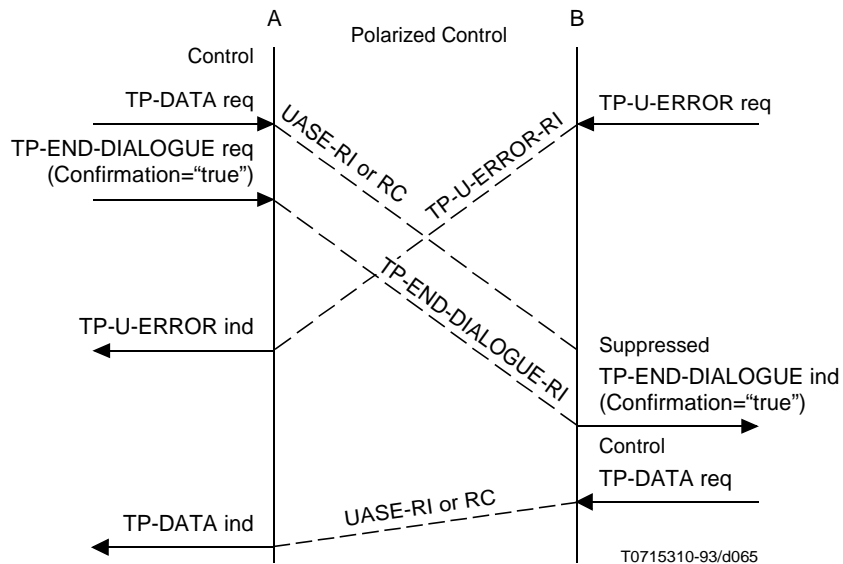 A
Polarized Control
B
Control
TP-DATA req
UASE-RI or RC
TP-U-ERROR-RI
TP-U-ERROR req
TP-END-DIALOGUE req
(Confirmation=“true”)
TP-END-DIALOGUE-RI
TP-U-ERROR ind
Suppressed
TP-END-DIALOGUE ind
(Confirmation=“true”)
Control
TP-DATA req
UASE-RI or RC
TP-DATA ind
T0715310-93/d065